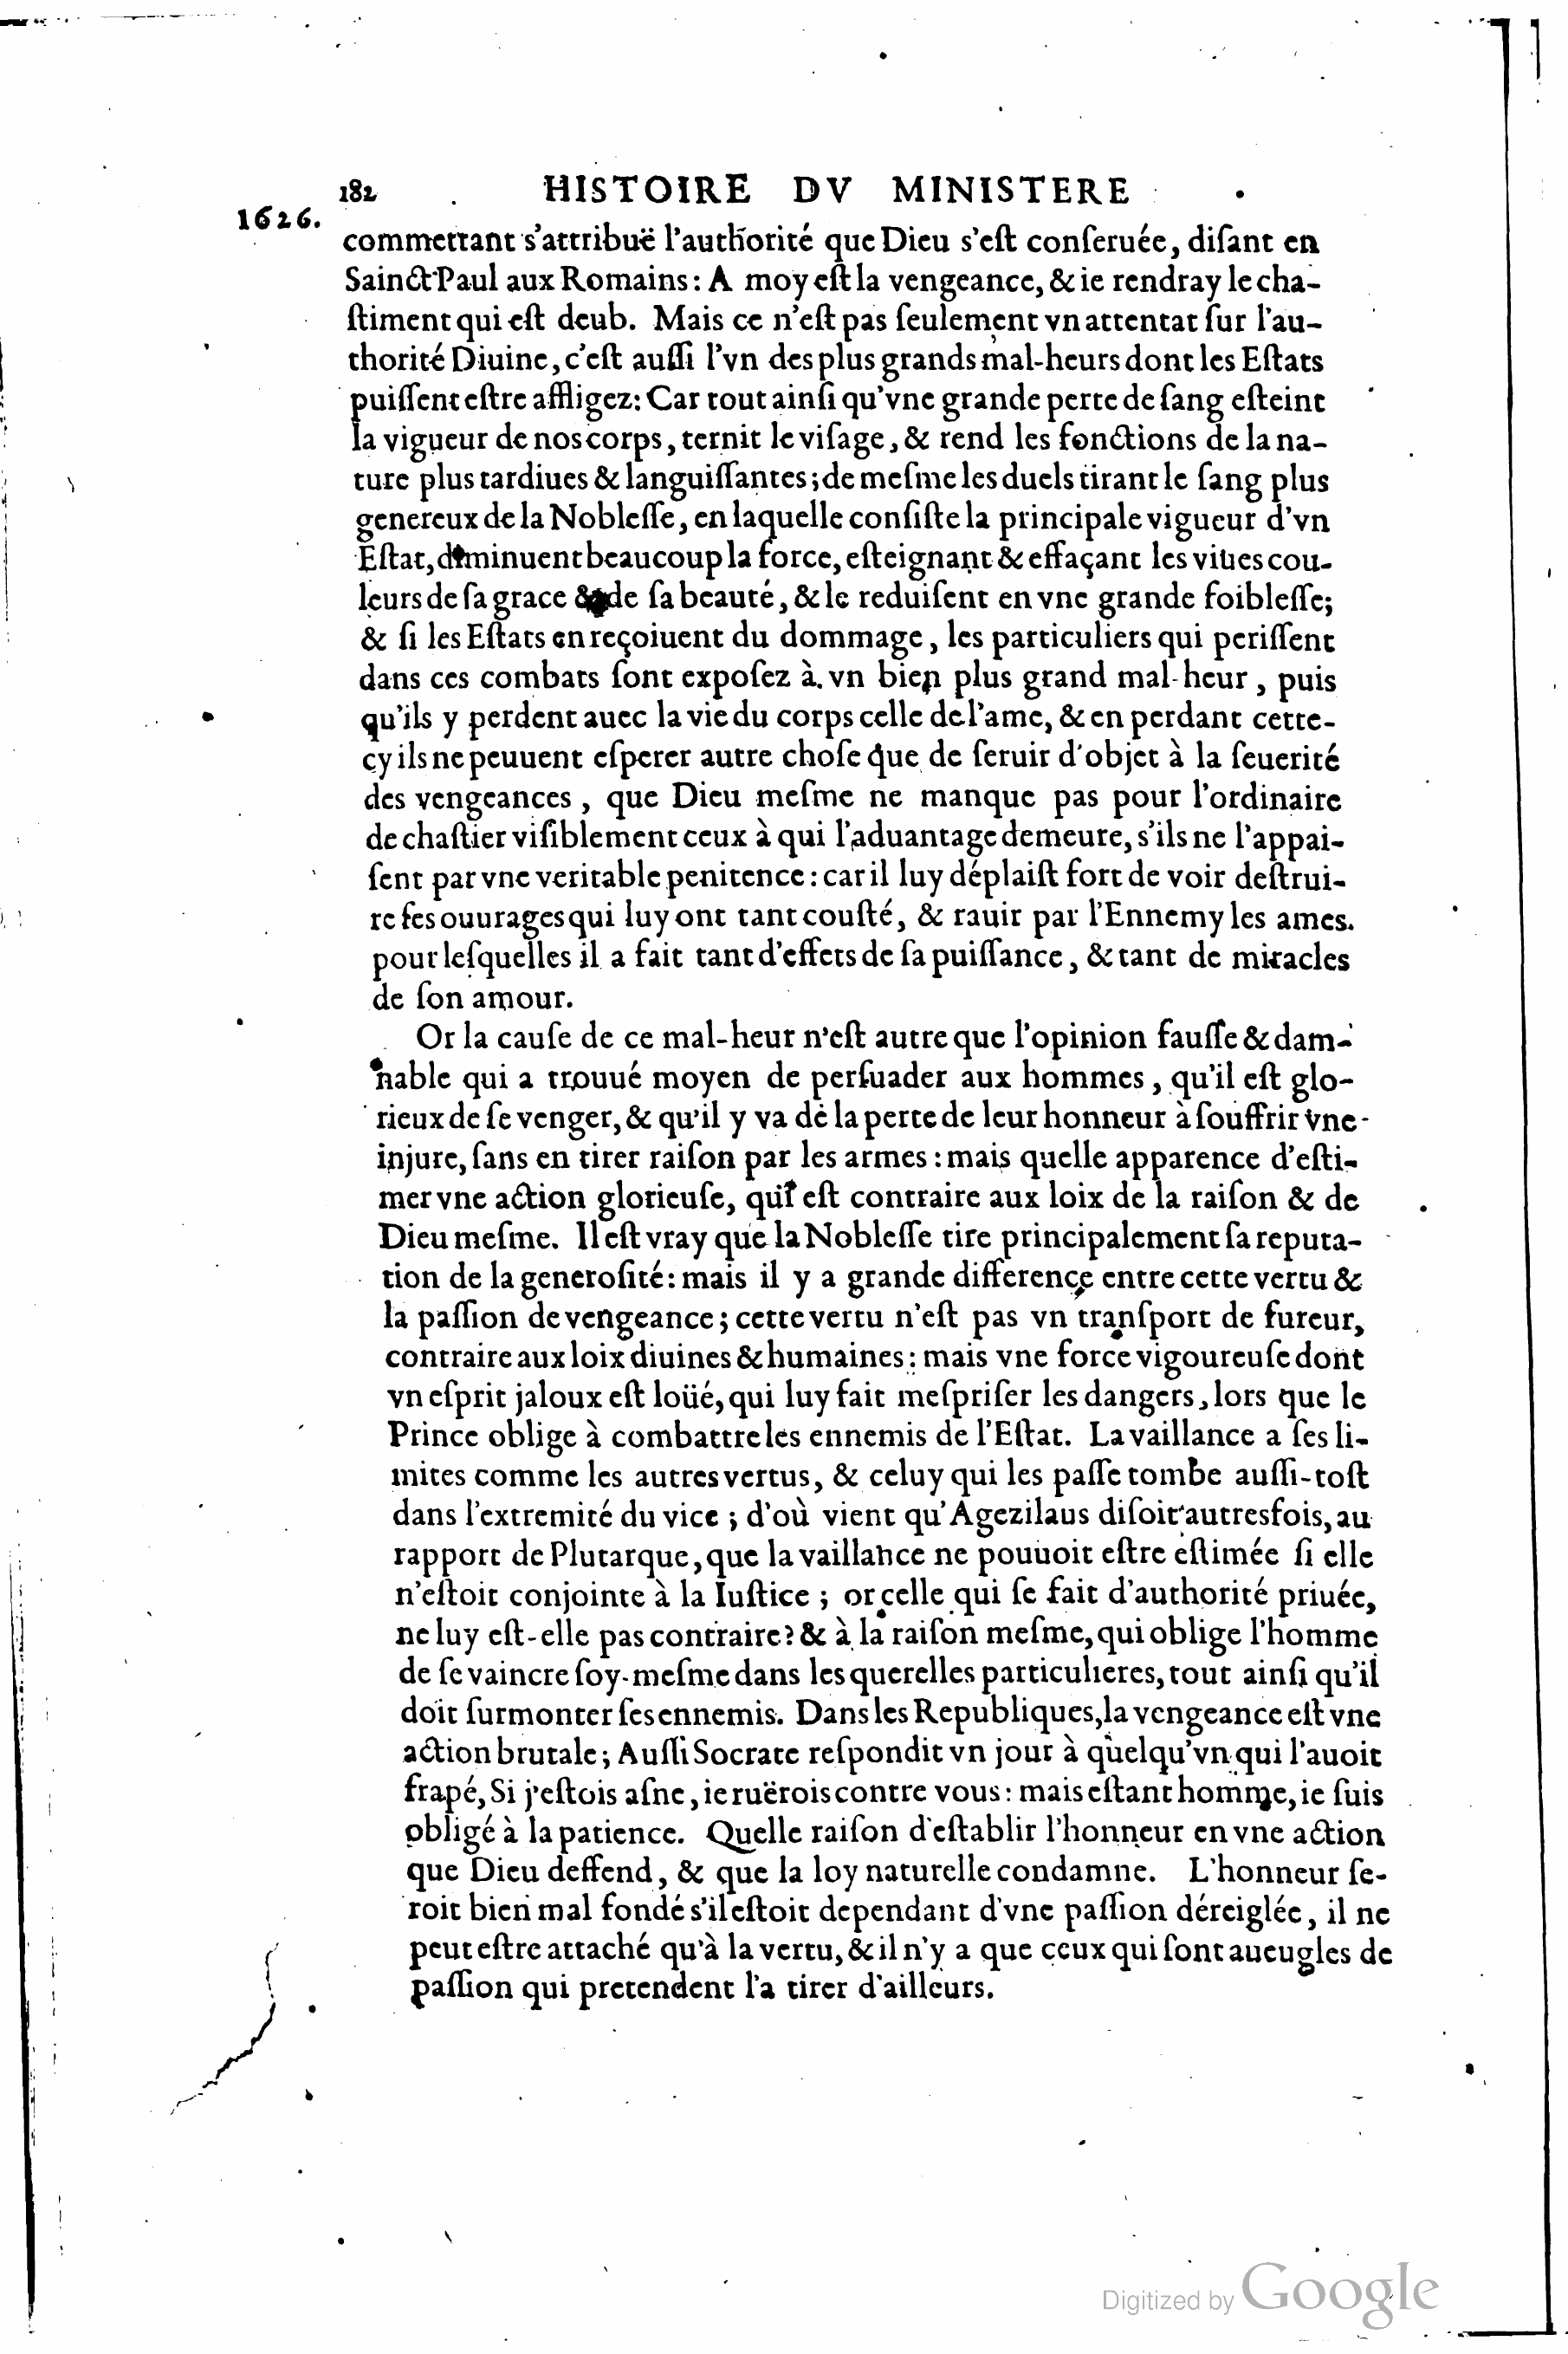 182 HISTOIRE DV MINISTERE
1626.
commettant s'attribuë l'authorité que Dieu s'eſt conſeruée, diſant en
Sainct Paul aux Romains: A moy eſt la vengeance, & ie rendray le cha-
ſtiment qui eſt deub. Mais ce n'eſt pas ſeulement vn attentat ſur l'au-
thorité Diuine, c'eſt auſſi l'vn des plus grands mal-heurs dont les Eſtats
puiſſent eſtre affligez: Car tout ainſi qu'vne grande perte de ſang eſteint
la vigueur de nos corps, ternit le viſage, & rend les fonctions de la na-
ture plus tardiues & languiſſantes; de meſme les duels tirant le ſang plus
genereux de la Nobleſſe, en laquelle conſiſte la principale vigueur d'vn
Eſtat, diminuent beaucoup la force, eſteignant & effaçant les viues cou-
leurs de ſa grace & de ſa beauté, & le reduiſent en vne grande foibleſſe;
& ſi les Eſtats en reçoiuent du dommage, les particuliers qui periſſent
dans ces combats ſont expoſez à vn bien plus grand mal-heur, puis
qu'ils y perdent auec la vie du corps celle de l'ame, & en perdant cette-
cy ils ne peuuent eſperer autre choſe que de ſeruir d'objet à la ſeuerité
des vengeances, que Dieu meſme ne manque pas pour l'ordinaire
de chaſtier viſiblement ceux à qui l'aduantage demeure, s'ils ne l'appai-
ſent par vne veritable penitence: car il luy déplaiſt fort de voir deſtrui-
re ſes ouurages qui luy ont tant couſté, & rauir par l'Ennemy les ames.
pour leſquelles il a fait tant d'effets de ſa puiſſance, & tant de miracles
de ſon amour.
Or la cauſe de ce mal-heur n'eſt autre que l'opinion fauſſe & dam-
nable qui a trouué moyen de perſuader aux hommes, qu'il eſt glo-
rieux de ſe venger, & qu'il y va de la perte de leur honneur à ſouffrir vne
injure, ſans en tirer raiſon par les armes: mais quelle apparence d'eſti-
mer vne action glorieuſe, qui eſt contraire aux loix de la raiſon & de
Dieu meſme. Il eſt vray que la Nobleſſe tire principalement ſa reputa-
tion de la generoſité: mais il y a grande difference entre cette vertu &
la paſſion de vengeance; cette vertu n'eſt pas vn tranſport de fureur,
contraire aux loix diuines & humaines: mais vne force vigoureuſe dont
vn eſprit jaloux eſt loüé, qui luy fait meſpriſer les dangers, lors que le
Prince oblige à combattre les ennemis de l'Eſtat. La vaillance a ſes li-
mites comme les autres vertus, & celuy qui les paſſe tombe auſſi-toſt
dans l'extremité du vice; d'où vient qu'Agezilaus diſoit autresfois, au
rapport de Plutarque, que la vaillance ne pouuoit eſtre eſtimée ſi elle
n'eſtoit conjointe à la Iuſtice; or celle qui ſe fait d'authorité priuée,
ne luy eſt-elle pas contraire? & à la raiſon meſme, qui oblige l'homme
de ſe vaincre ſoy-meſme dans les querelles particulieres, tout ainſi qu'il
doit ſurmonter ſes ennemis. Dans les Republiques, la vengeance eſt vne
action brutale; Auſſi Socrate reſpondit vn jour à quelqu'vn qui l'auoit
frapé, Si j'eſtois aſne, ie ruërois contre vous: mais eſtant homme, ie ſuis
obligé à la patience. Quelle raiſon d'eſtablir l'honneur en vne action
que Dieu deffend, & que la loy naturelle condamne. L'honneur ſe-
roit bien mal fondé s'il eſtoit dependant d'vne paſſion déreiglée, il ne
peut eſtre attaché qu'à la vertu, & il n'y a que ceux qui ſont aueugles de
paſſion qui pretendent l'a tirer d'ailleurs.
Digitized by Google